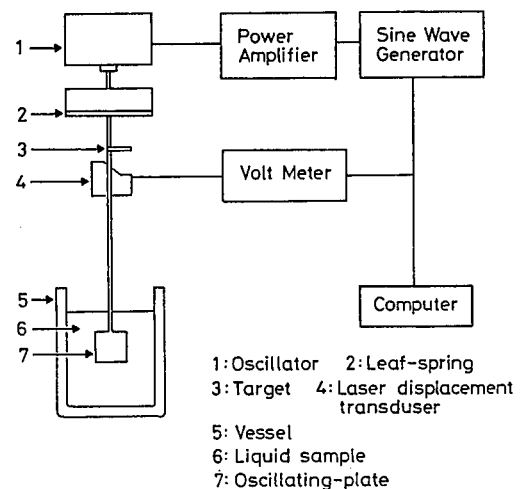 1
Power
Amplifier
Sine Wave
Generator
2
3
4
Volt Meter
5
6
7
Computer
1:Oscillator 2:Leaf-spring
3:Target 4:Laser displacement
transduser
5: Vessel
6: Liquid sample
7: Oscillating-plate